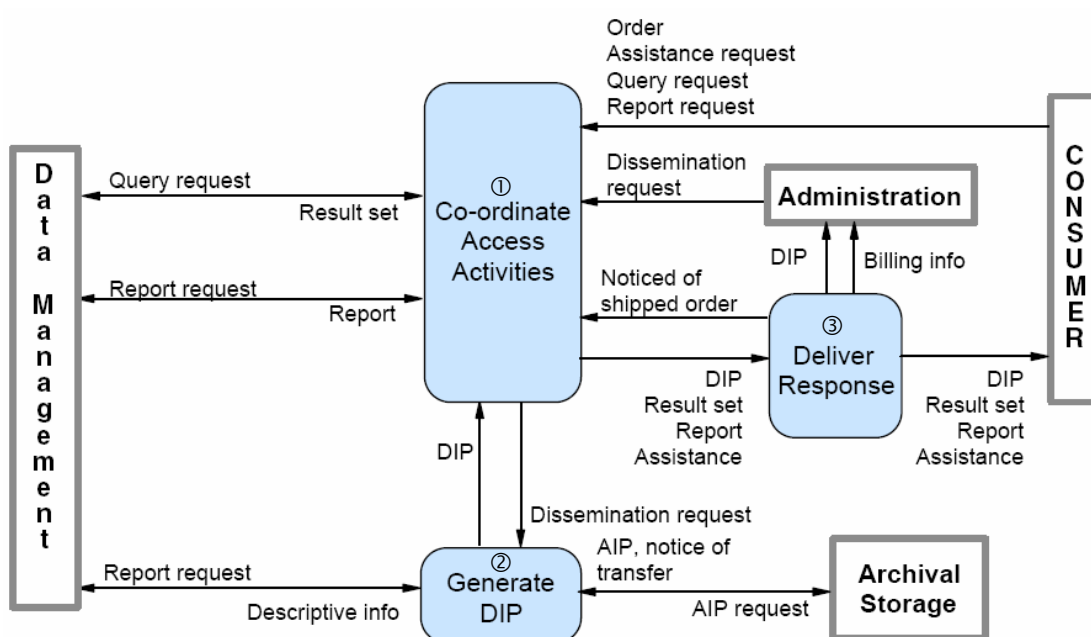 Order
Assistance request
Query request
Report request
Data Management
CONSUMER
Query request
Result set
①
Co-ordinate
Access
Activities
Dissemination
request
Administration
DIP
Billing info
Report request
Report
Noticed of
shipped order
③
Deliver
Response
DIP
Result set
Report
Assistance
DIP
Result set
Report
Assistance
DIP
Dissemination request
Report request
Descriptive info
②
Generate
DIP
AIP, notice of
transfer
AIP request
Archival
Storage